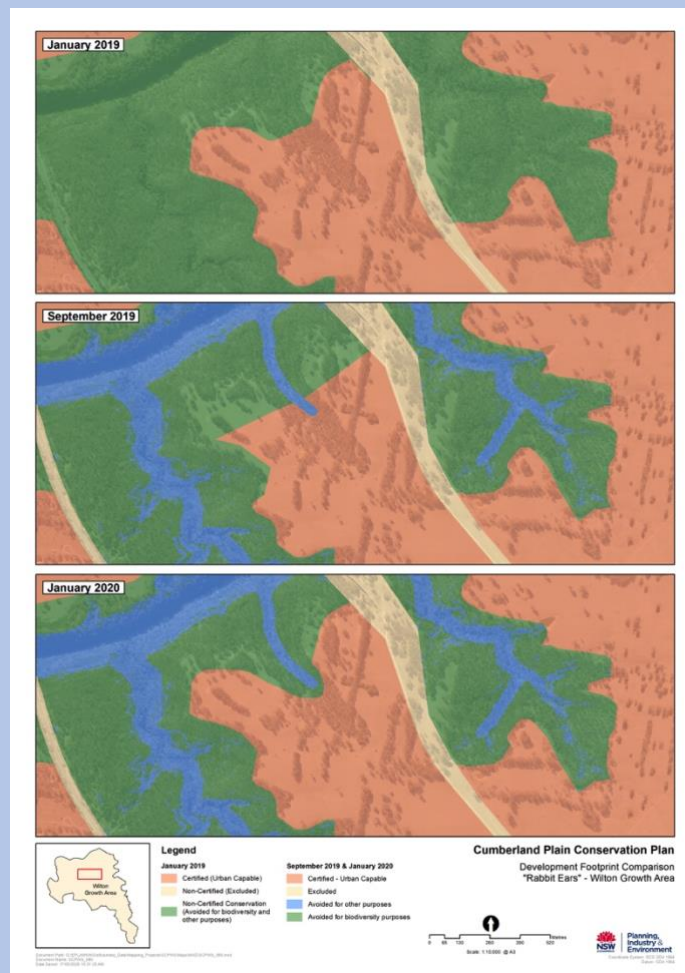 January 2019
September 2019
January 2020
Wilton
Growth Area
Legend
January 2019
Certified (Urban Capable)
Non-Certified (Excluded)
Non-Certified Conservation
(Avoided for biodiversity and
other purposes)
September 2019 & January 2020
Certified - Urban Capable
Excluded
Avoided for other purposes
Avoided for biodiversity purposes
Cumberland Plain Conservation Plan
Development Footprint Comparison
"Rabbit Ears" - Wilton Growth Area
Metres
NSW
GOVERNMENT
Planning,
Industry &
Environment